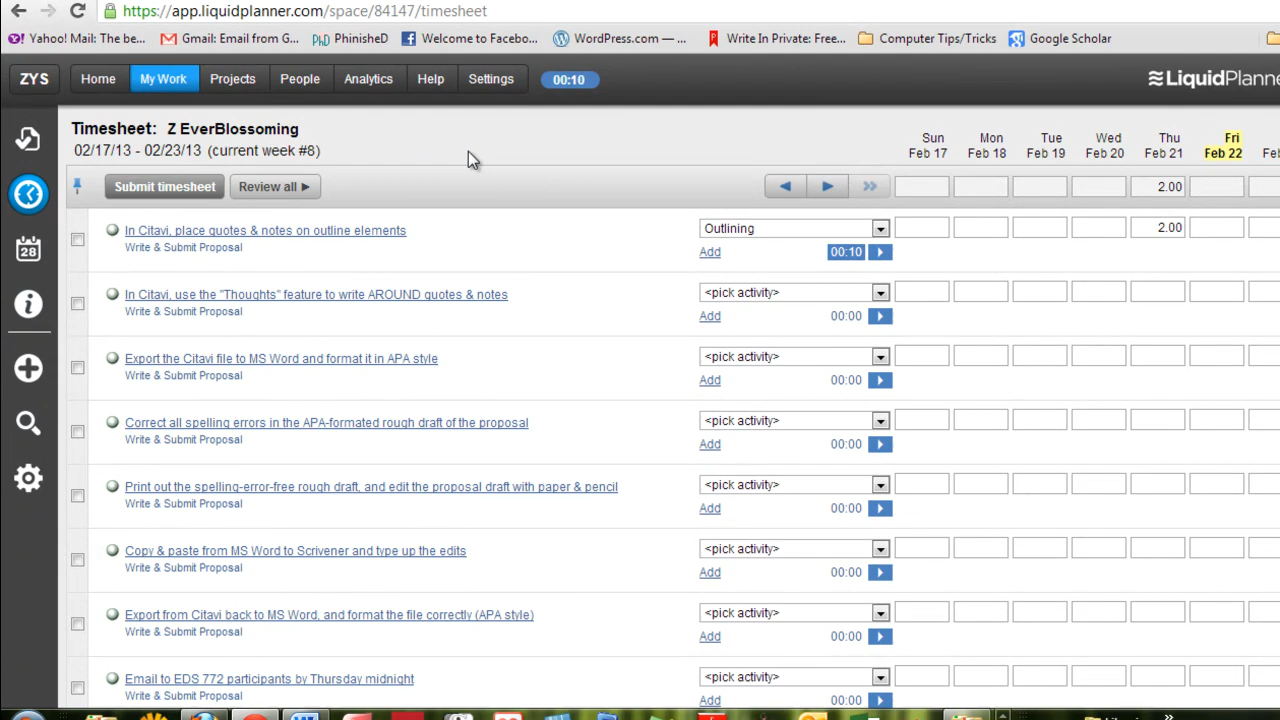 https://app.liquidplanner.com/space/84147/timesheet
Yahoo! Mail: The be... Gmail: Email from G... PhD PhinisheD Welcome to Facebo... WordPress.com — ... Write In Private: Free... Computer Tips/Tricks Google Scholar
ZYS Home My Work Projects People Analytics Help Settings 00:10 LiquidPlanne
Timesheet: Z EverBlossoming
02/17/13 - 02/23/13 (current week #8)
Sun Mon Tue Wed Thu Fri
Feb 17 Feb 18 Feb 19 Feb 20 Feb 21 Feb 22 Feb
Submit timesheet Review all 2.00
In Citavi, place quotes & notes on outline elements Outlining 2.00
Write & Submit Proposal Add 00:10
28
In Citavi, use the "Thoughts" feature to write AROUND quotes & notes <pick activity>
Write & Submit Proposal Add 00:00
Export the Citavi file to MS Word and format it in APA style <pick activity>
Write & Submit Proposal Add 00:00
Correct all spelling errors in the APA-formated rough draft of the proposal <pick activity>
Write & Submit Proposal Add 00:00
Print out the spelling-error-free rough draft, and edit the proposal draft with paper & pencil <pick activity>
Write & Submit Proposal Add 00:00
Copy & paste from MS Word to Scrivener and type up the edits <pick activity>
Write & Submit Proposal Add 00:00
Export from Citavi back to MS Word, and format the file correctly (APA style) <pick activity>
Write & Submit Proposal Add 00:00
Email to EDS 772 participants by Thursday midnight <pick activity>
Write & Submit Proposal Add 00:00